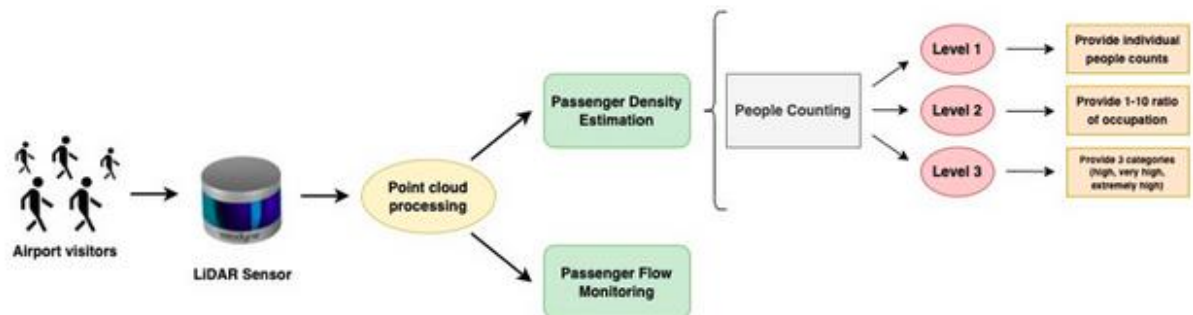 Airport visitors
LiDAR Sensor
Point cloud
processing
Passenger Density
Estimation
Passenger Flow
Monitoring
People Counting
Level 1
Provide individual
people counts
Level 2
Provide 1-10 ratio
of occupation
Level 3
Provide 3 categories
(high, very high,
extremely high)